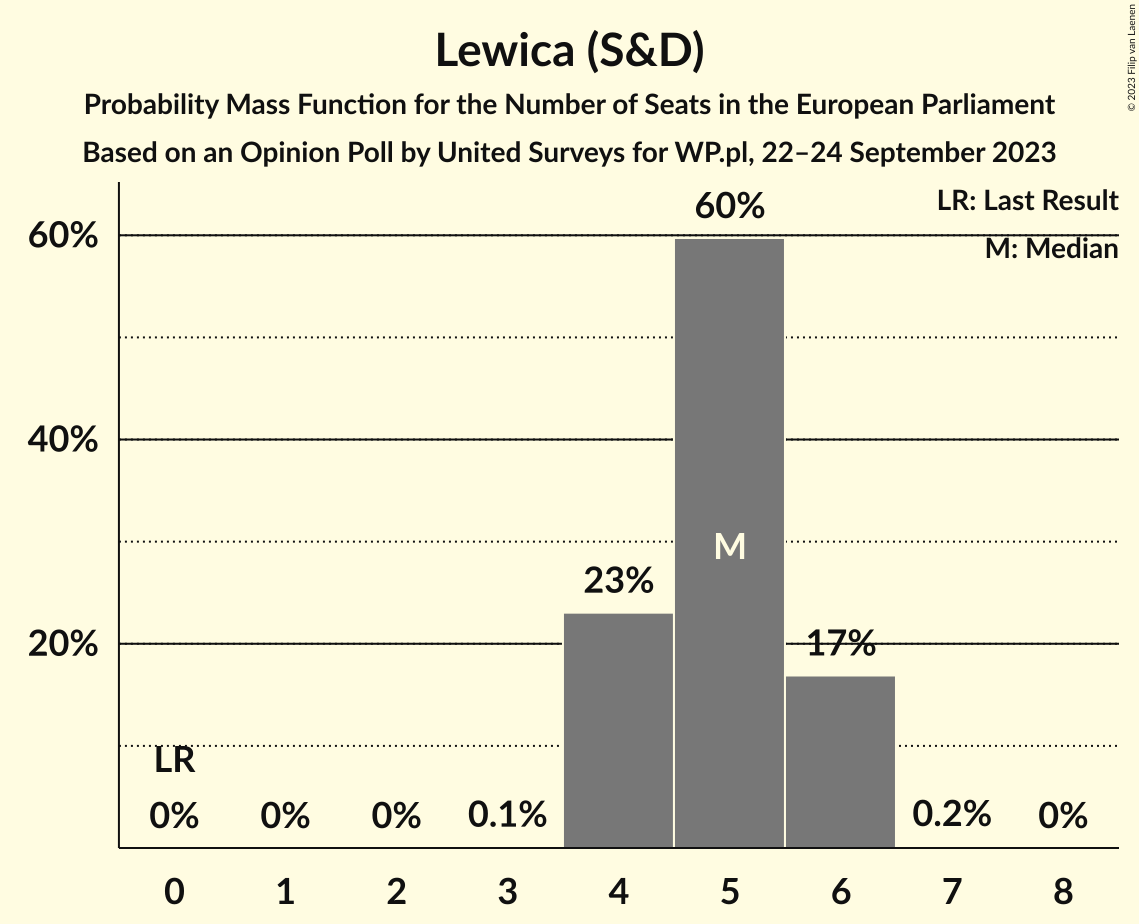 Lewica (S&D)
Probability Mass Function for the Number of Seats in the European Parliament
Based on an Opinion Poll by United Surveys for WP.pl, 22–24 September 2023
© 2023 Filip van Laenen
LR: Last Result
M: Median
60%
40%
20%
60%
M
23%
17%
LR
0%
0%
0%
0.1%
0.2%
0%
0 1 2 3 4 5 6 7 8